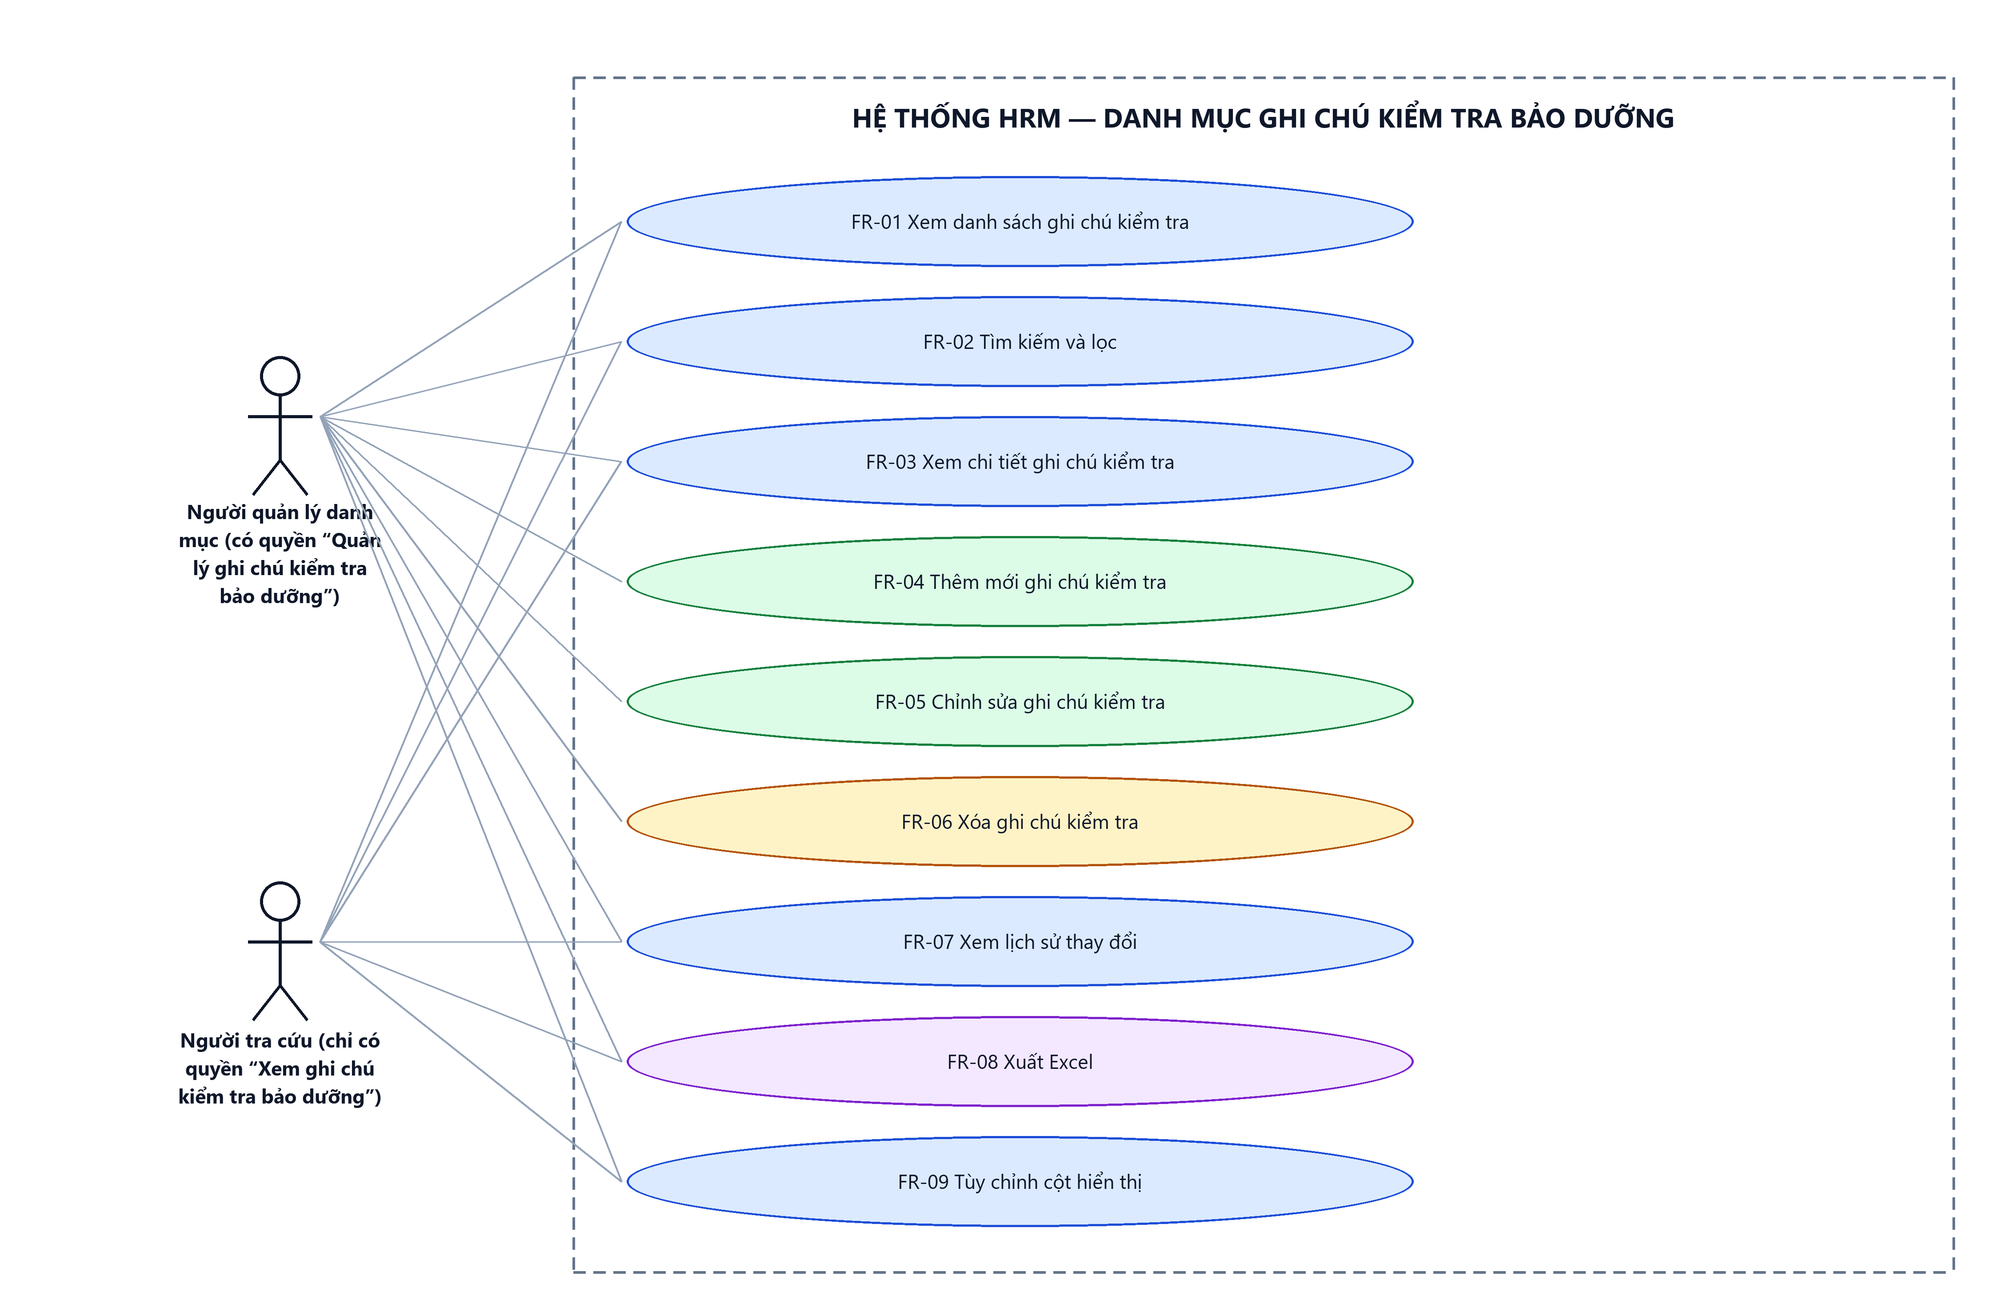 HỆ THỐNG HRM — DANH MỤC GHI CHÚ KIỂM TRA BẢO DƯỠNG
FR-01 Xem danh sách ghi chú kiểm tra
FR-02 Tìm kiếm và lọc
FR-03 Xem chi tiết ghi chú kiểm tra
Người quản lý danh
mục (có quyền “Quản
lý ghi chú kiểm tra
bảo dưỡng”)
FR-04 Thêm mới ghi chú kiểm tra
FR-05 Chỉnh sửa ghi chú kiểm tra
FR-06 Xóa ghi chú kiểm tra
FR-07 Xem lịch sử thay đổi
Người tra cứu (chỉ có
quyền “Xem ghi chú
kiểm tra bảo dưỡng”)
FR-08 Xuất Excel
FR-09 Tùy chỉnh cột hiển thị